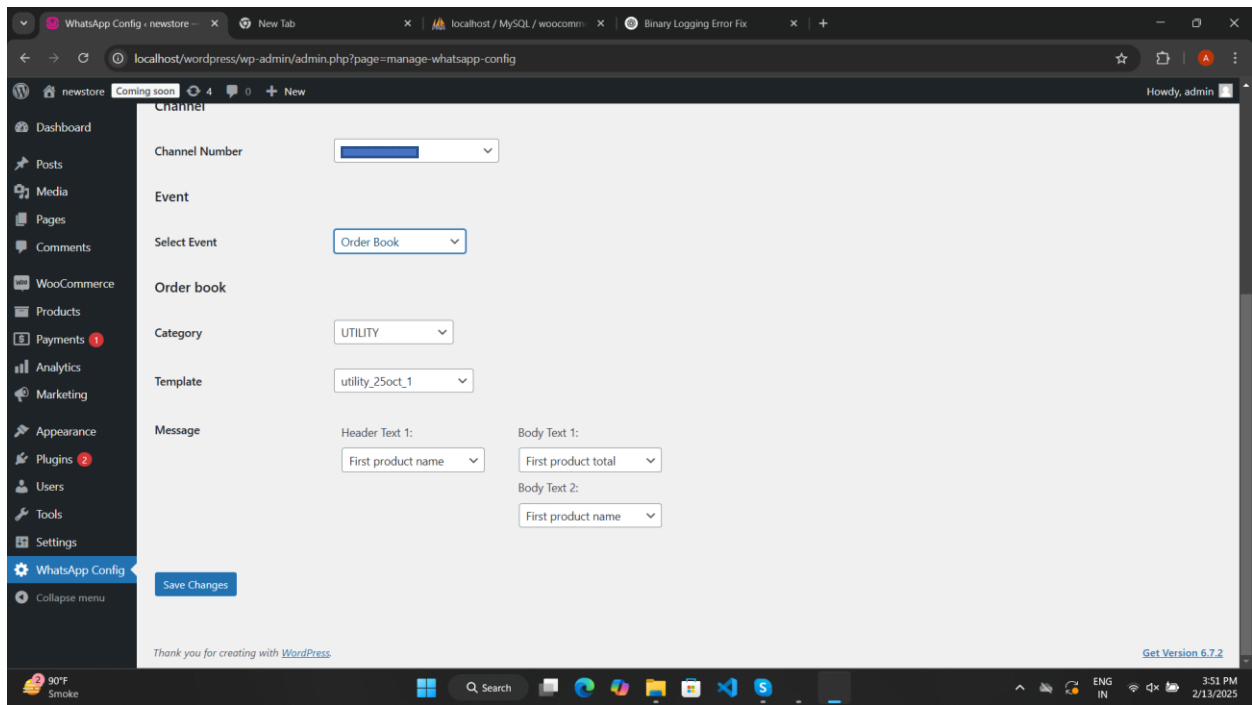 WhatsApp Config ‹ newstore —
New Tab
localhost / MySQL / woocomm
Binary Logging Error Fix
localhost/wordpress/wp-admin/admin.php?page=manage-whatsapp-config
A
newstore Coming soon 4 0 + New
Howdy, admin
Dashboard
Posts
Media
Pages
Comments
WooCommerce
Products
Payments 1
Analytics
Marketing
Appearance
Plugins 2
Users
Tools
Settings
WhatsApp Config
Collapse menu
Channel
Channel Number
Event
Select Event Order Book
Order book
Category UTILITY
Template utility_25oct_1
Message Header Text 1: Body Text 1:
First product name First product total
Body Text 2:
First product name
Save Changes
Thank you for creating with WordPress.
Get Version 6.7.2
2 90°F
Smoke
Search
ENG
IN
3:51 PM
2/13/2025